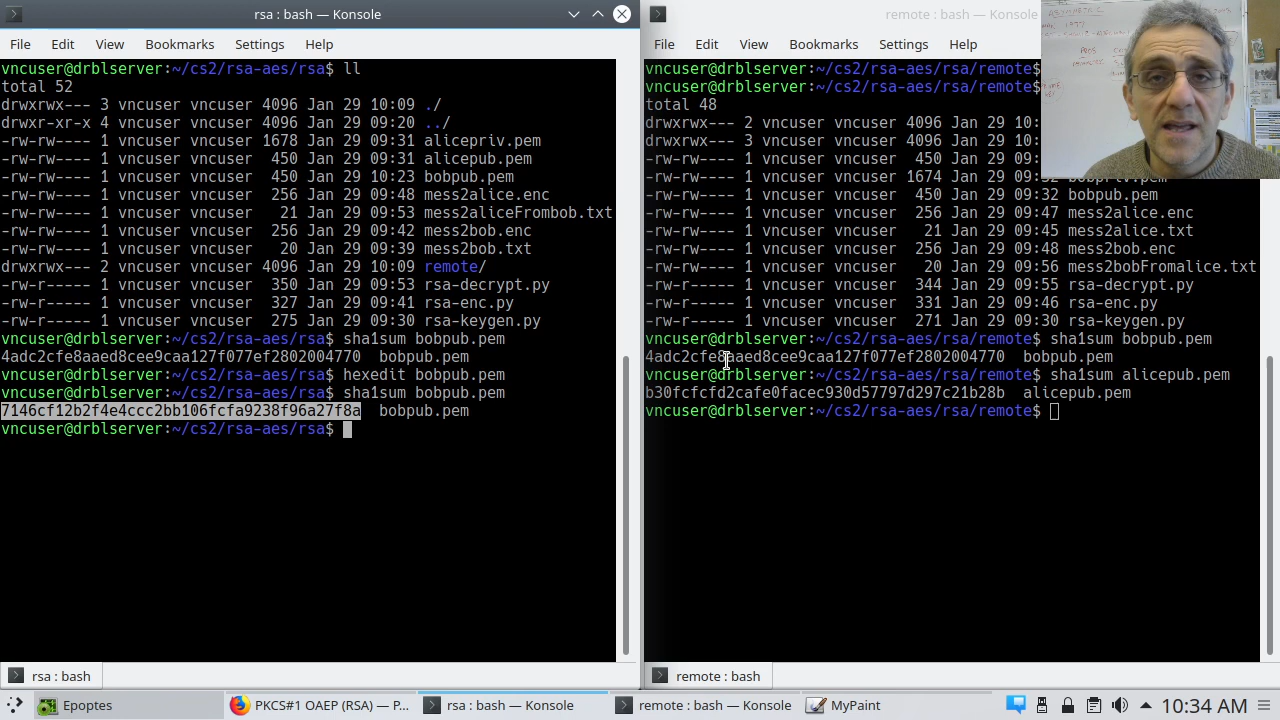 rsa : bash — Konsole
File Edit View Bookmarks Settings Help
vncuser@drblserver:~/cs2/rsa-aes/rsa$ ll
total 52
drwxrwx--- 3 vncuser vncuser 4096 Jan 29 10:09 ./
drwxr-xr-x 4 vncuser vncuser 4096 Jan 29 09:20 ../
-rw-rw---- 1 vncuser vncuser 1678 Jan 29 09:31 alicepriv.pem
-rw-rw---- 1 vncuser vncuser 450 Jan 29 09:31 alicepub.pem
-rw-rw---- 1 vncuser vncuser 450 Jan 29 10:23 bobpub.pem
-rw-rw---- 1 vncuser vncuser 256 Jan 29 09:48 mess2alice.enc
-rw-rw---- 1 vncuser vncuser 21 Jan 29 09:53 mess2aliceFrombob.txt
-rw-rw---- 1 vncuser vncuser 256 Jan 29 09:42 mess2bob.enc
-rw-rw---- 1 vncuser vncuser 20 Jan 29 09:39 mess2bob.txt
drwxrwx--- 2 vncuser vncuser 4096 Jan 29 10:09 remote/
-rw-r----- 1 vncuser vncuser 350 Jan 29 09:53 rsa-decrypt.py
-rw-r----- 1 vncuser vncuser 327 Jan 29 09:41 rsa-enc.py
-rw-r----- 1 vncuser vncuser 275 Jan 29 09:30 rsa-keygen.py
vncuser@drblserver:~/cs2/rsa-aes/rsa$ sha1sum bobpub.pem
4adc2cfe8aaed8cee9caa127f077ef2802004770 bobpub.pem
vncuser@drblserver:~/cs2/rsa-aes/rsa$ hexedit bobpub.pem
vncuser@drblserver:~/cs2/rsa-aes/rsa$ sha1sum bobpub.pem
7146cf12b2f4e4ccc2bb106fcfa9238f96a27f8a bobpub.pem
vncuser@drblserver:~/cs2/rsa-aes/rsa$
rsa : bash
remote : bash — Konsole
File Edit View Bookmarks Settings Help
vncuser@drblserver:~/cs2/rsa-aes/rsa/remote$
vncuser@drblserver:~/cs2/rsa-aes/rsa/remote$
total 48
drwxrwx--- 2 vncuser vncuser 4096 Jan 29 10:
drwxrwx--- 3 vncuser vncuser 4096 Jan 29 10:
-rw-rw---- 1 vncuser vncuser 450 Jan 29 09:
-rw-rw---- 1 vncuser vncuser 1674 Jan 29 09:32 bobpriv.pem
-rw-rw---- 1 vncuser vncuser 450 Jan 29 09:32 bobpub.pem
-rw-rw---- 1 vncuser vncuser 256 Jan 29 09:47 mess2alice.enc
-rw-rw---- 1 vncuser vncuser 21 Jan 29 09:45 mess2alice.txt
-rw-rw---- 1 vncuser vncuser 256 Jan 29 09:48 mess2bob.enc
-rw-rw---- 1 vncuser vncuser 20 Jan 29 09:56 mess2bobFromalice.txt
-rw-r----- 1 vncuser vncuser 344 Jan 29 09:55 rsa-decrypt.py
-rw-r----- 1 vncuser vncuser 331 Jan 29 09:46 rsa-enc.py
-rw-r----- 1 vncuser vncuser 271 Jan 29 09:30 rsa-keygen.py
vncuser@drblserver:~/cs2/rsa-aes/rsa/remote$ sha1sum bobpub.pem
4adc2cfe8aaed8cee9caa127f077ef2802004770 bobpub.pem
vncuser@drblserver:~/cs2/rsa-aes/rsa/remote$ sha1sum alicepub.pem
b30fcfcfd2cafe0facec930d57797d297c21b28b alicepub.pem
vncuser@drblserver:~/cs2/rsa-aes/rsa/remote$
remote : bash
Epoptes
PKCS#1 OAEP (RSA) — P...
rsa : bash — Konsole
remote : bash — Konsole
MyPaint
10:34 AM